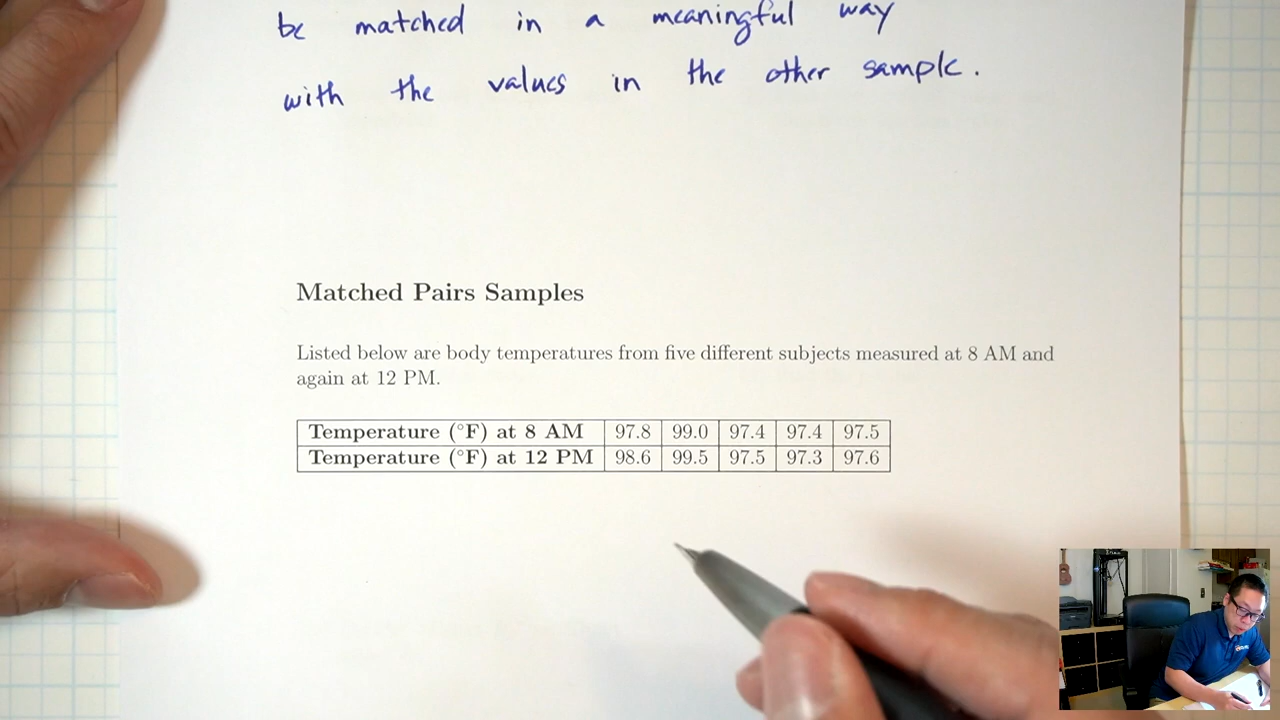 be matched in a meaningful way
with the values in the other sample.
Matched Pairs Samples
Listed below are body temperatures from five different subjects measured at 8 AM and
again at 12 PM.
Temperature (°F) at 8 AM 97.8 99.0 97.4 97.4 97.5
Temperature (°F) at 12 PM 98.6 99.5 97.5 97.3 97.6